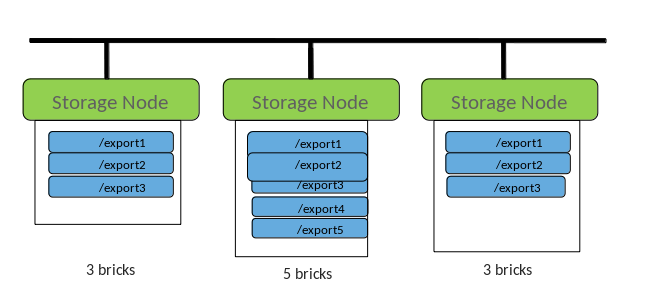 Storage Node
Storage Node
Storage Node
/export1
/export2
/export3
/export1
/export2
/export3
/export4
/export5
/export1
/export2
/export3
3 bricks
5 bricks
3 bricks